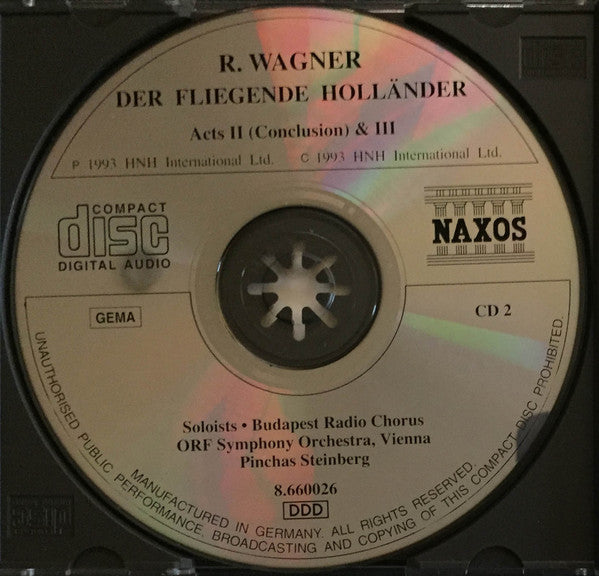 R. WAGNER
DER FLIEGENDE HOLLÄNDER
Acts II (Conclusion) & III
P 1993 HNH International Ltd. C 1993 HNH International Ltd.
COMPACT
disc
DIGITAL AUDIO
NAXOS
GEMA
CD 2
Soloists • Budapest Radio Chorus
ORF Symphony Orchestra, Vienna
Pinchas Steinberg
8.660026
DDD
MANUFACTURED IN GERMANY. ALL RIGHTS RESERVED.
UNAUTHORISED PUBLIC PERFORMANCE, BROADCASTING AND COPYING OF THIS COMPACT DISC PROHIBITED.